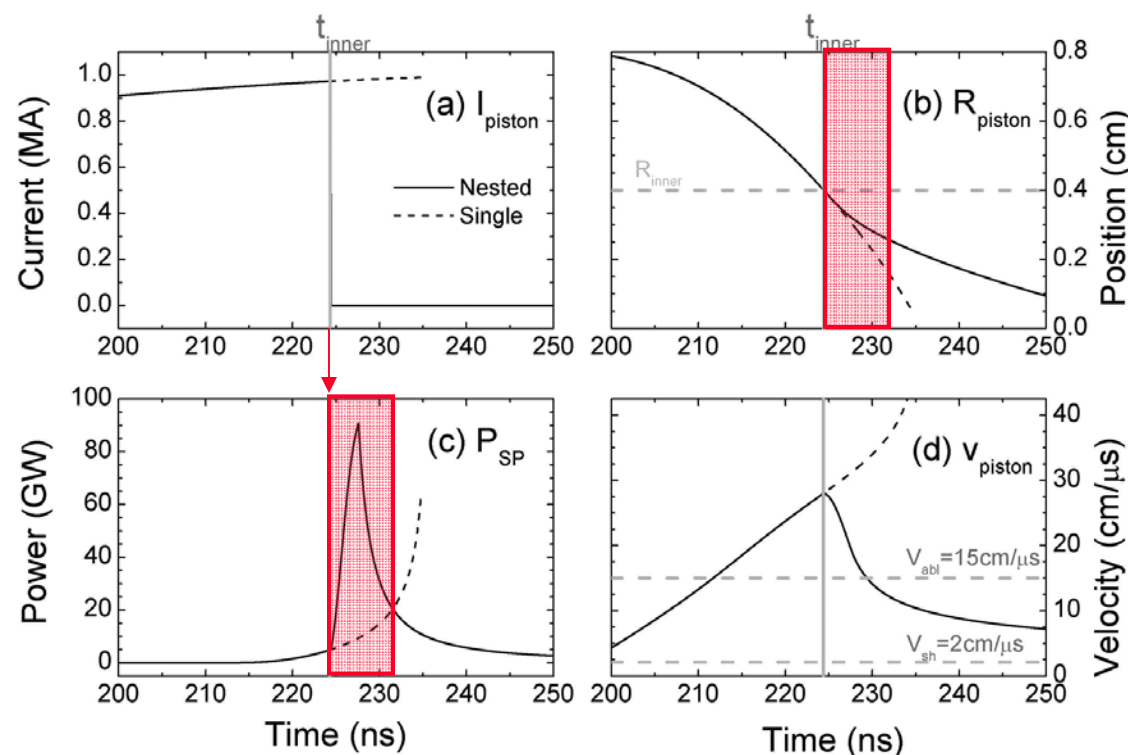 t_inner
t_inner
(a) I_piston
Nested
Single
Current (MA)
1.0
0.8
0.6
0.4
0.2
0.0
200 210 220 230 240 250
(b) R_piston
R_inner
0.8
0.6
0.4
0.2
0.0
Position (cm)
200 210 220 230 240 250
(c) P_SP
Power (GW)
100
80
60
40
20
0
200 210 220 230 240 250
Time (ns)
(d) v_piston
V_abl=15cm/μs
V_sh=2cm/μs
40
30
20
10
0
Velocity (cm/μs)
200 210 220 230 240 250
Time (ns)